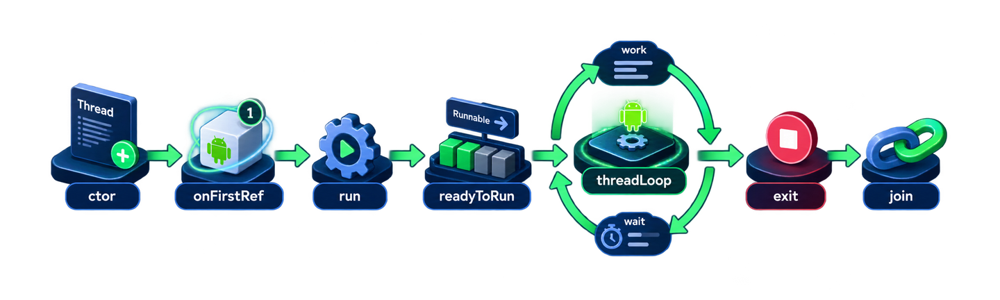 Thread
ctor
1
onFirstRef
run
Runnable
readyToRun
work
threadLoop
wait
exit
join